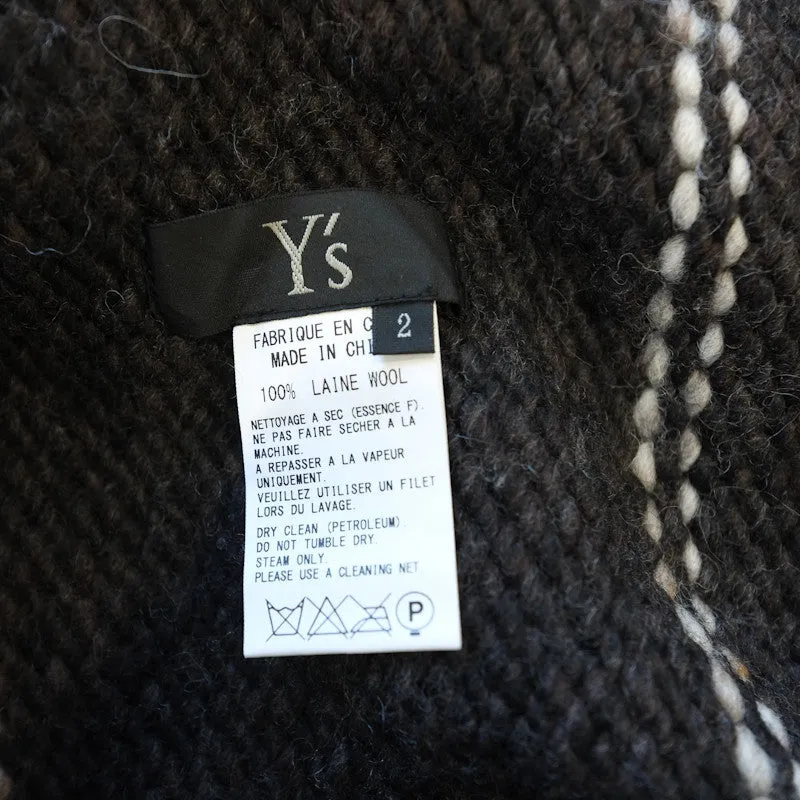 Y's
2
FABRIQUE EN
MADE IN
100% LAINE WOOL
NETTOYAGE A SEC (ESSENCE F).
NE PAS FAIRE SECHER A LA
MACHINE.
A REPASSER A LA VAPEUR
UNIQUEMENT.
VEUILLEZ UTILISER UN FILET
LORS DU LAVAGE.
DRY CLEAN (PETROLEUM).
DO NOT TUMBLE DRY.
STEAM ONLY.
PLEASE USE A CLEANING NET
P